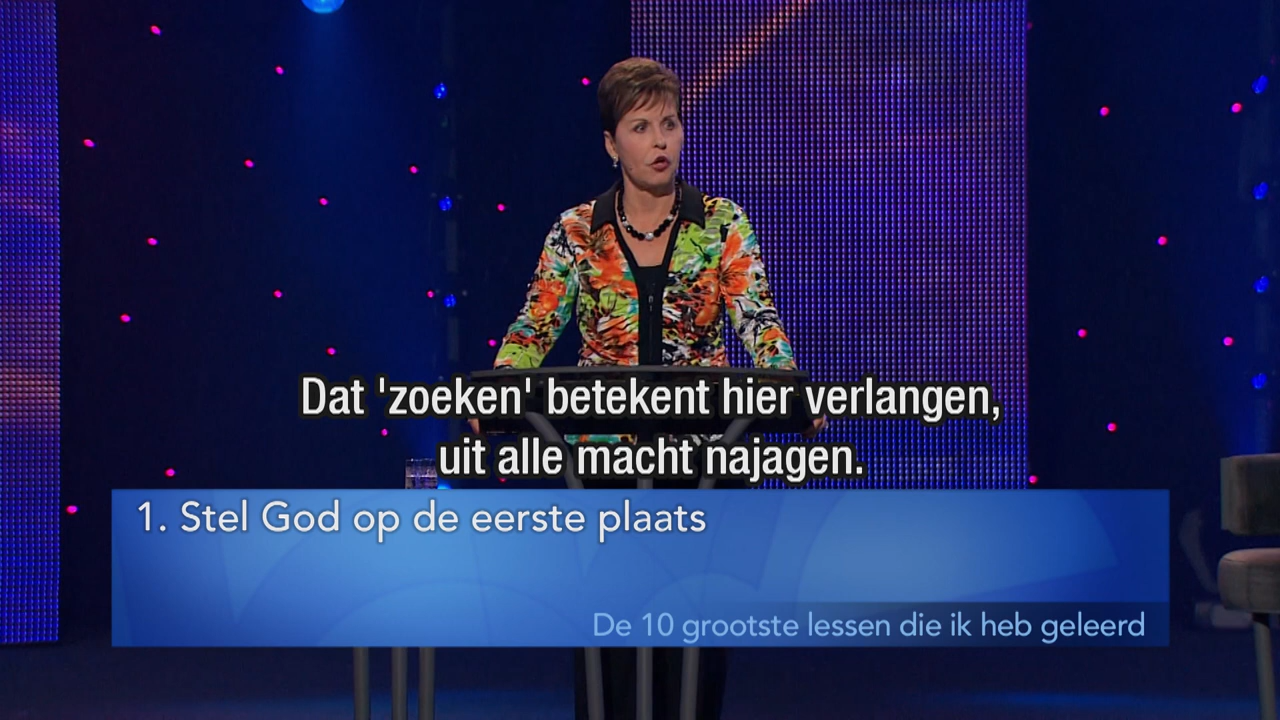 Dat 'zoeken' betekent hier verlangen,
uit alle macht najagen.
1. Stel God op de eerste plaats
De 10 grootste lessen die ik heb geleerd